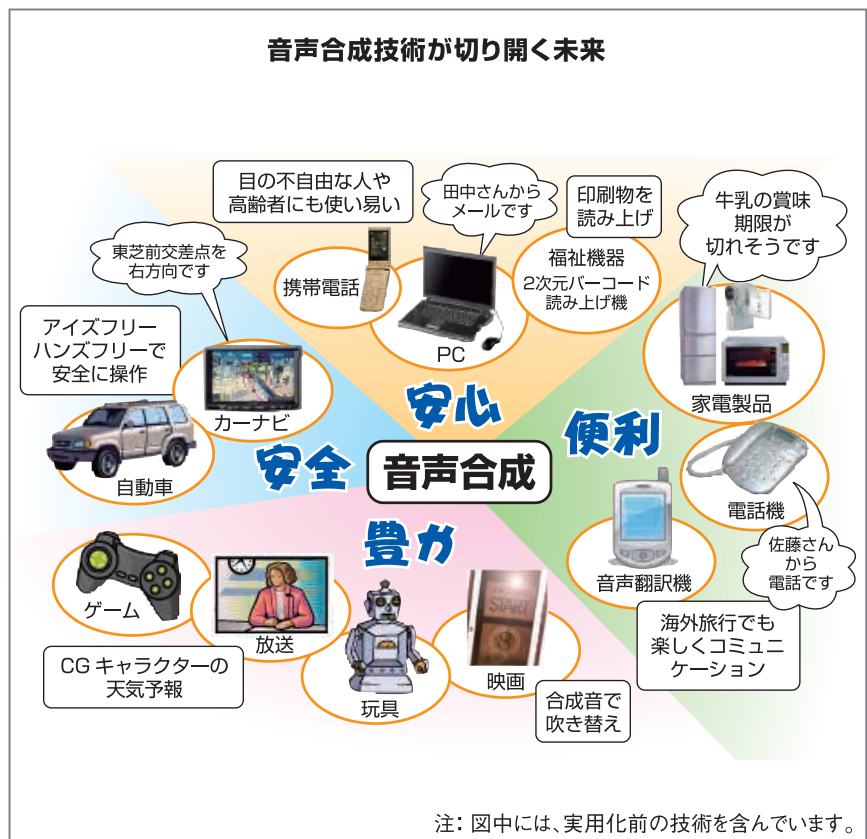 音声合成技術が切り開く未来
目の不自由な人や
高齢者にも使い易い
田中さんから
メールです
印刷物を
読み上げ
牛乳の賞味
期限が
切れそうです
東芝前交差点を
右方向です
携帯電話
福祉機器
2次元バーコード
読み上げ機
PC
アイズフリー
ハンズフリーで
安全に操作
カーナビ
家電製品
自動車
安心
安全
便利
音声合成
豊か
電話機
佐藤さん
から
電話です
音声翻訳機
海外旅行でも
楽しくコミュニ
ケーション
ゲーム
放送
CGキャラクターの
天気予報
玩具
START
映画
合成音で
吹き替え
注: 図中には、実用化前の技術を含んでいます。